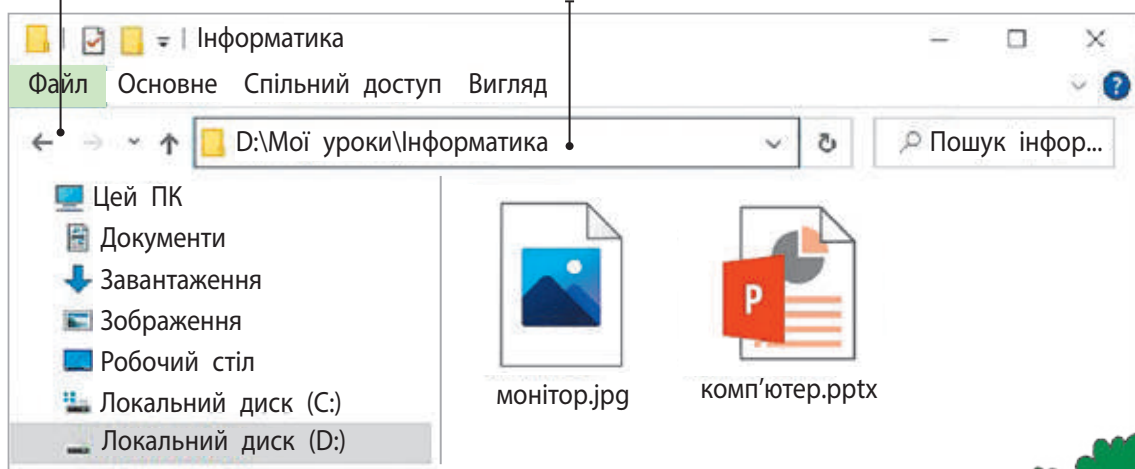 Інформатика
Файл Основне Спільний доступ Вигляд
?
D:\Мої уроки\Інформатика
Пошук інфор...
Цей ПК
Документи
Завантаження
Зображення
Робочий стіл
Локальний диск (C:)
Локальний диск (D:)
P
монітор.jpg
комп'ютер.pptx